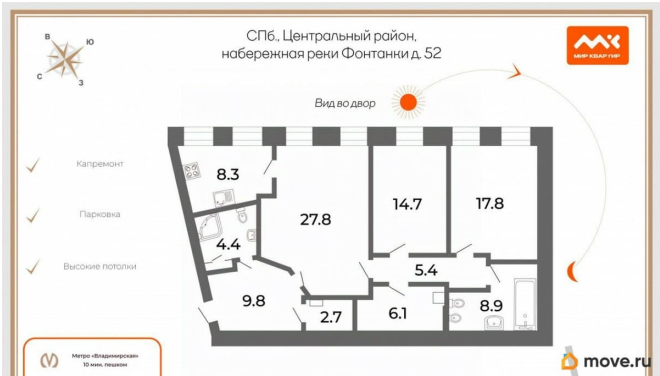 СПб., Центральный район,
набережная реки Фонтанки д. 52
МИР КВАРТИР
В
Ю
С
З
Вид во двор
Капремонт
Парковка
Высокие потолки
8.3
27.8
14.7
17.8
4.4
5.4
9.8
2.7
6.1
8.9
Метро «Владимирская»
10 мин. пешком
move.ru